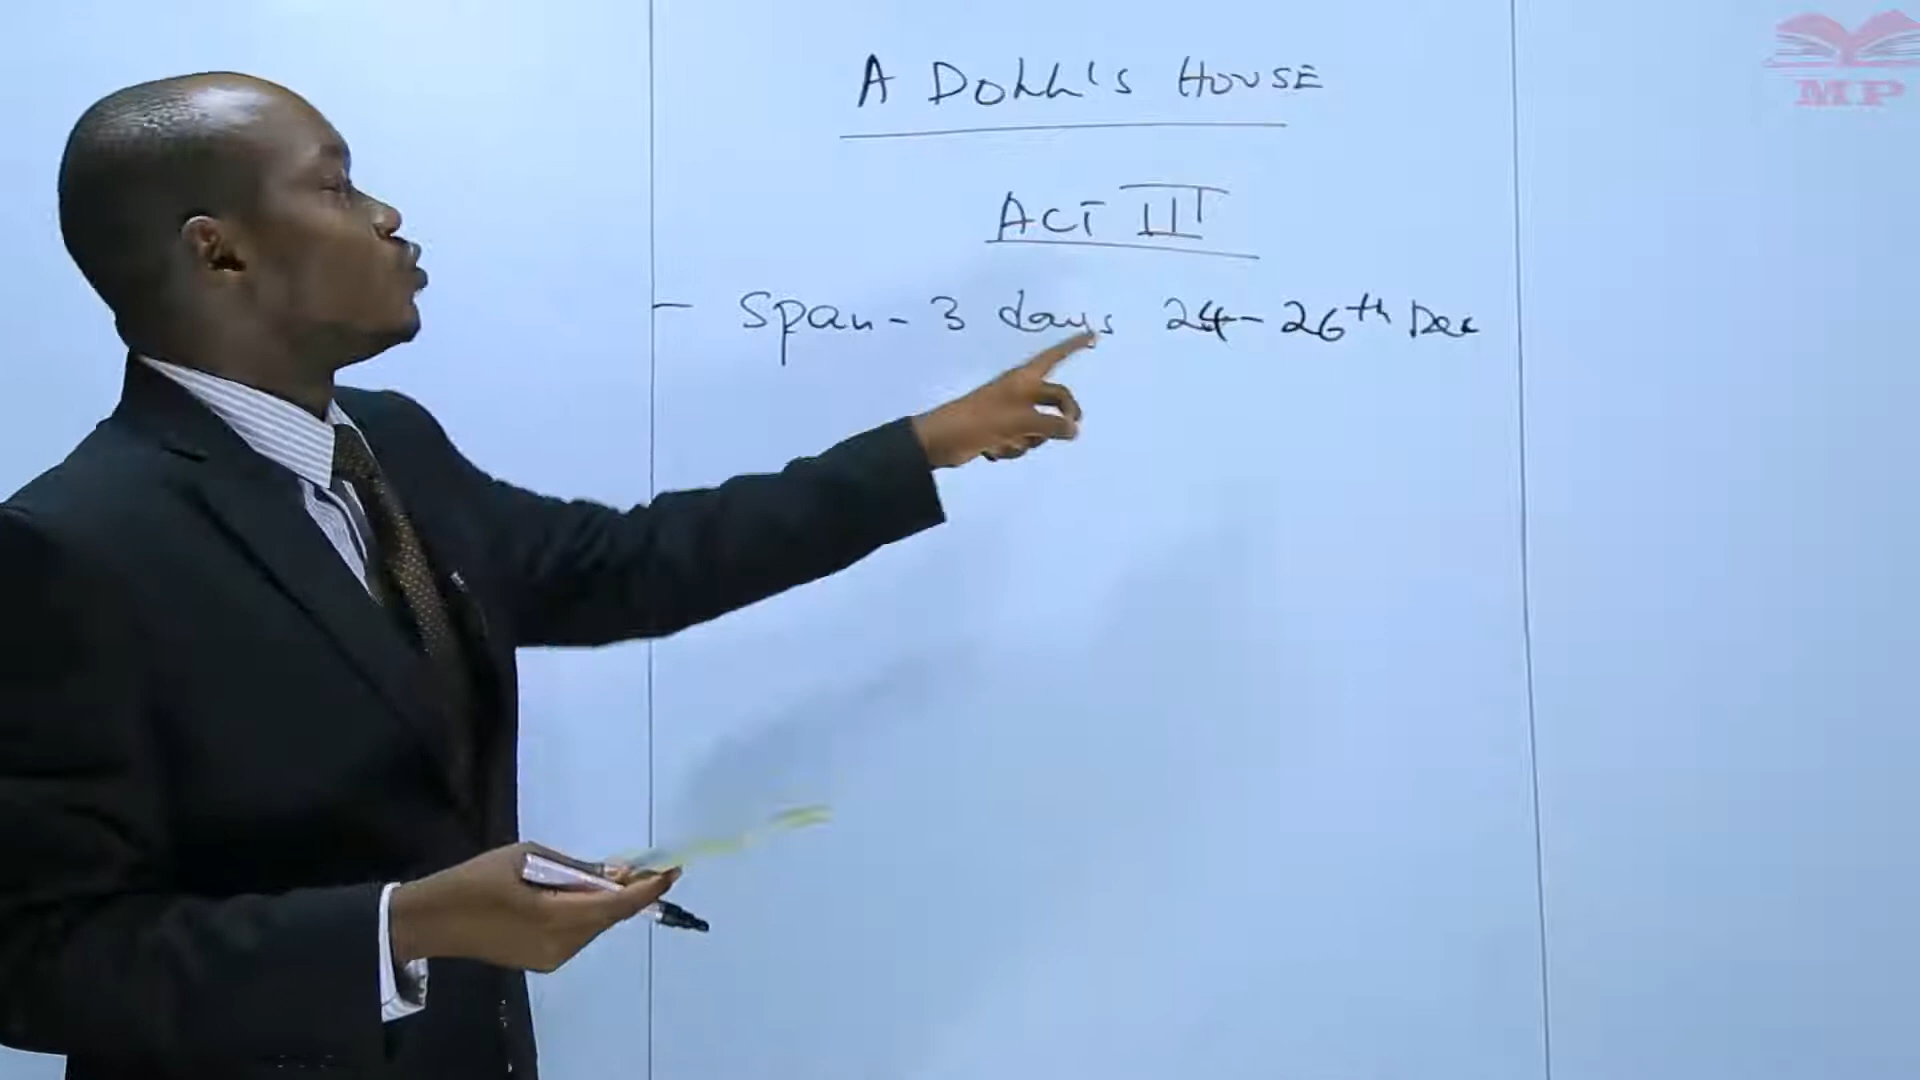 MP
A DOLL'S HOUSE
ACT III
- Span - 3 days 24 - 26th Dec